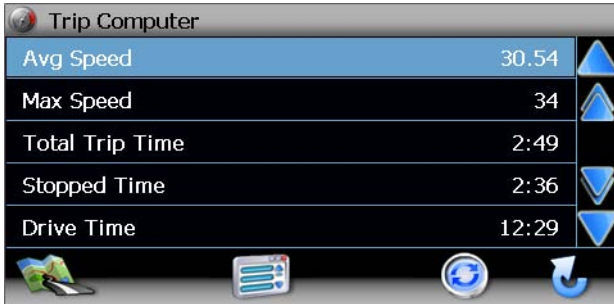 Trip Computer
Avg Speed 30.54
Max Speed 34
Total Trip Time 2:49
Stopped Time 2:36
Drive Time 12:29